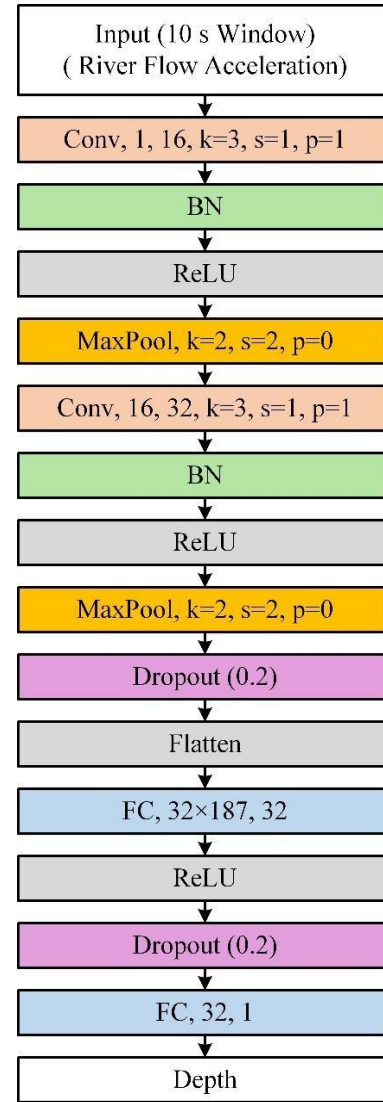 Input (10 s Window)
( River Flow Acceleration)
Conv, 1, 16, k=3, s=1, p=1
BN
ReLU
MaxPool, k=2, s=2, p=0
Conv, 16, 32, k=3, s=1, p=1
BN
ReLU
MaxPool, k=2, s=2, p=0
Dropout (0.2)
Flatten
FC, 32×187, 32
ReLU
Dropout (0.2)
FC, 32, 1
Depth